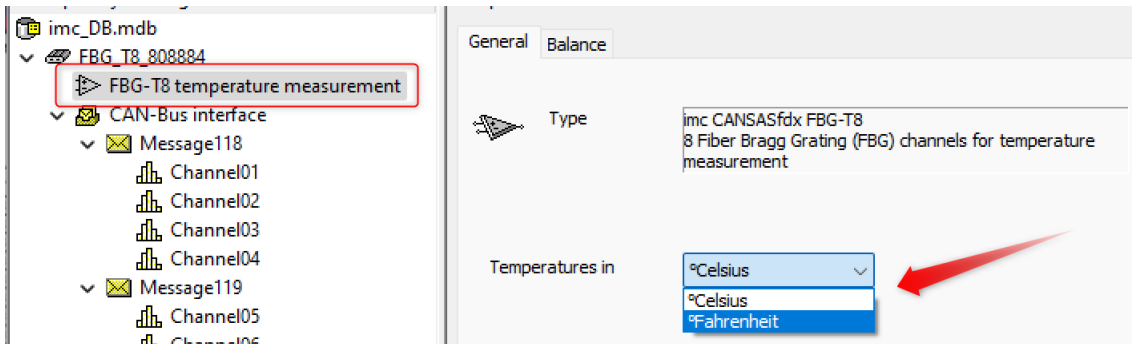 imc_DB.mdb
FBG_T8_808884
FBG-T8 temperature measurement
CAN-Bus interface
Message118
Channel01
Channel02
Channel03
Channel04
Message119
Channel05
General
Balance
Type
imc CANSASfdx FBG-T8
8 Fiber Bragg Grating (FBG) channels for temperature
measurement
Temperatures in
ºCelsius
ºCelsius
ºFahrenheit